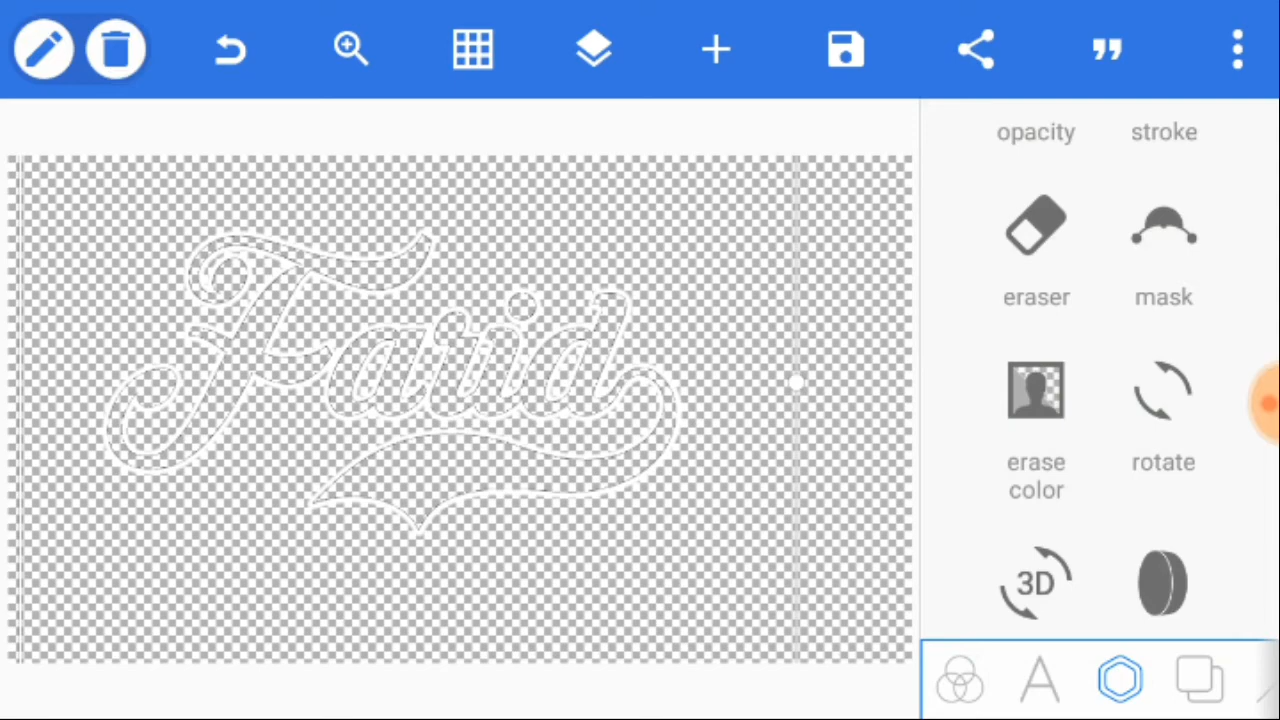 opacity stroke
Farid
eraser mask
erase color rotate
3D